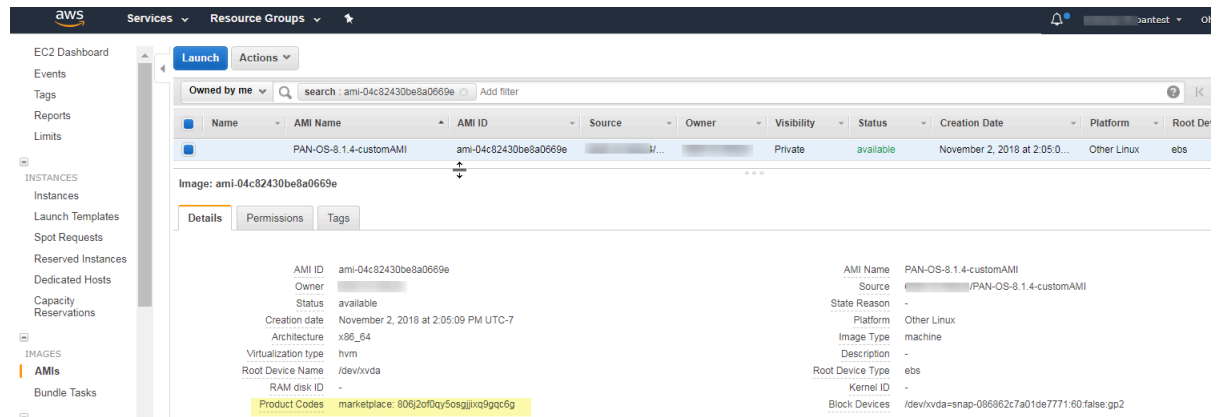 aws Services Resource Groups pantest Oh
EC2 Dashboard
Events
Tags
Reports
Limits
INSTANCES
Instances
Launch Templates
Spot Requests
Reserved Instances
Dedicated Hosts
Capacity
Reservations
IMAGES
AMIs
Bundle Tasks
Launch Actions
Owned by me search : ami-04c82430be8a0669e Add filter
Name AMI Name AMI ID Source Owner Visibility Status Creation Date Platform Root De
PAN-OS-8.1.4-customAMI ami-04c82430be8a0669e /... Private available November 2, 2018 at 2:05:0... Other Linux ebs
Image: ami-04c82430be8a0669e
Details Permissions Tags
AMI ID ami-04c82430be8a0669e AMI Name PAN-OS-8.1.4-customAMI
Owner Source /PAN-OS-8.1.4-customAMI
Status available State Reason -
Creation date November 2, 2018 at 2:05:09 PM UTC-7 Platform Other Linux
Architecture x86_64 Image Type machine
Virtualization type hvm Description -
Root Device Name /dev/xvda Root Device Type ebs
RAM disk ID - Kernel ID -
Product Codes marketplace: 806j2of0qy5osgjjixq9gqc6g Block Devices /dev/xvda=snap-086862c7a01de7771:60:false:gp2